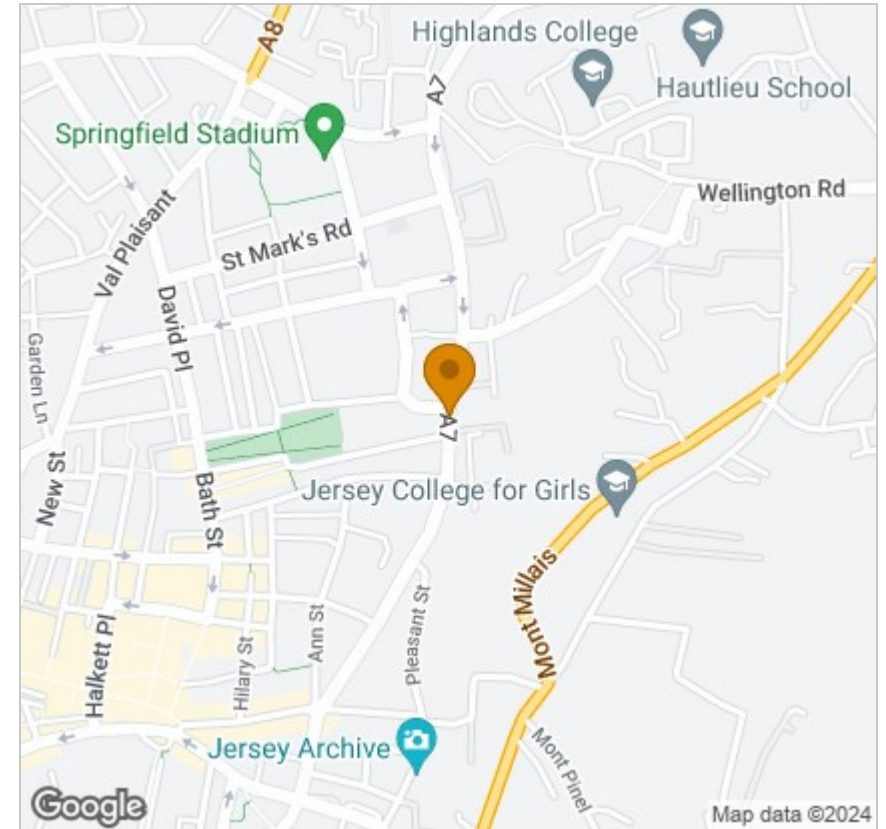 A8
Highlands College
Hautlieu School
A7
Springfield Stadium
Wellington Rd
Val Plaisant
St Mark's Rd
David Pl
Garden Ln
A7
New St
Bath St
Jersey College for Girls
Mont Millais
Halkett Pl
Hilary St
Ann St
Pleasant St
Jersey Archive
Mont Pinel
Google
Map data ©2024